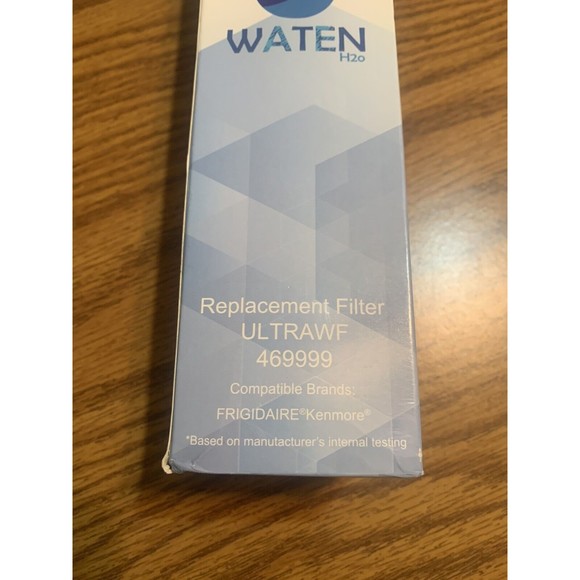 WATEN
H2o
Replacement Filter
ULTRAWF
469999
Compatible Brands:
FRIGIDAIRE®Kenmore®
*Based on manufacturer's internal testing